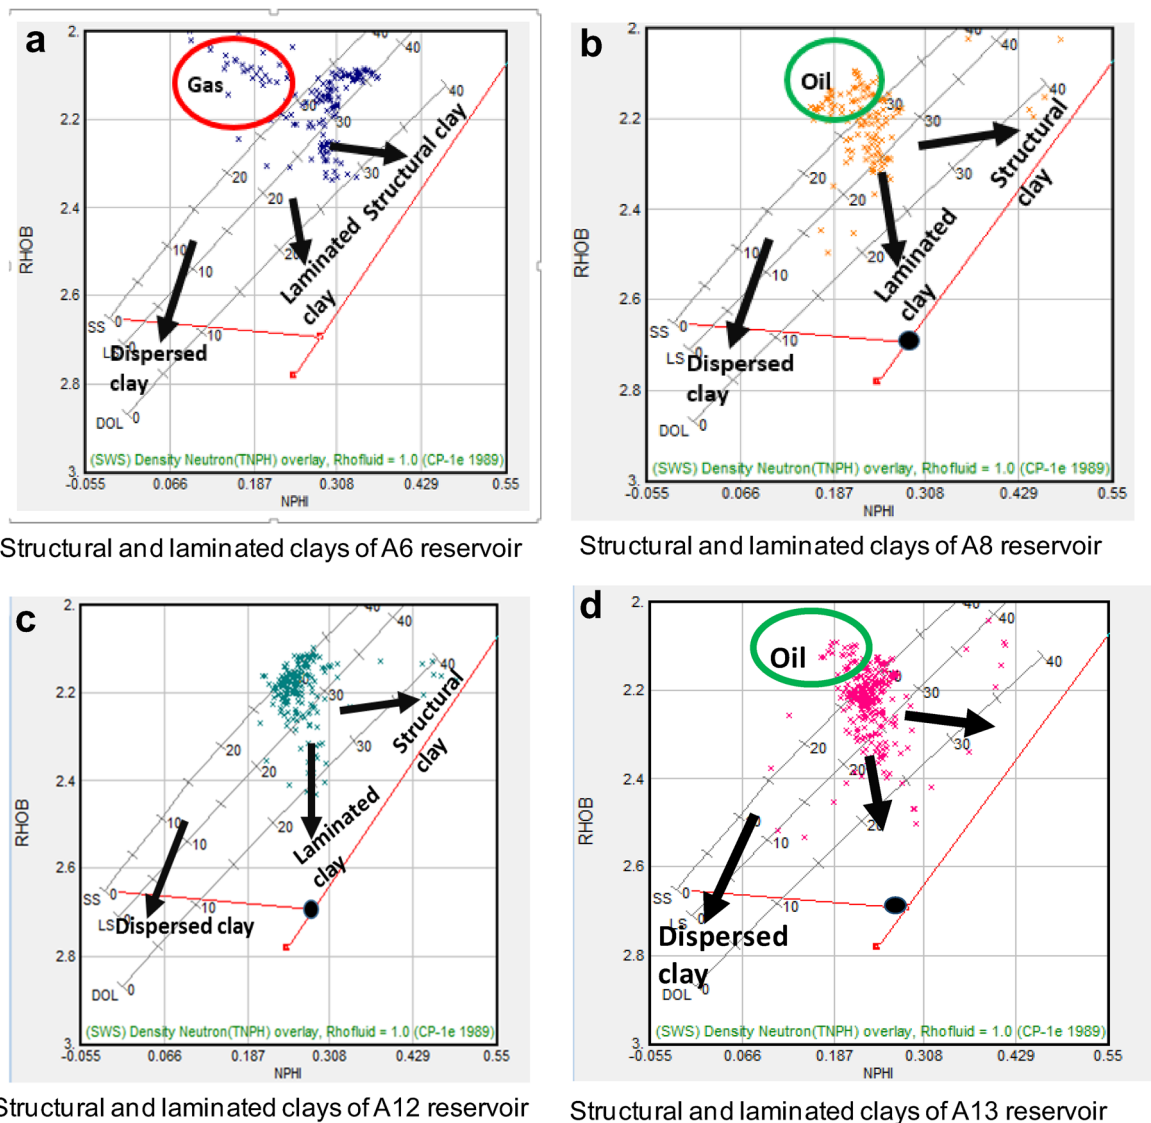 a
2.
40
40
Gas
40
30
2.2
30
30
20
20
Structural clay
2.4
RHOB
10
10
20
Laminated
clay
2.6
SS
0
10
LS
Dispersed
clay
2.8
DOL
0
(SWS) Density Neutron(TNPH) overlay, Rhofluid = 1.0 (CP-1e 1989)
3.
-0.055
0.066
0.187
0.308
0.429
0.55
NPHI
Structural and laminated clays of A6 reservoir
b
2.
40
40
Oil
40
30
2.2
30
30
20
20
Structural
clay
2.4
RHOB
10
10
20
Laminated
clay
2.6
SS
0
10
LS
0
Dispersed
clay
2.8
DOL
0
(SWS) Density Neutron(TNPH) overlay, Rhofluid = 1.0 (CP-1e 1989)
3.
-0.055
0.066
0.187
0.308
0.429
0.55
NPHI
Structural and laminated clays of A8 reservoir
c
2.
40
40
40
2.2
30
30
20
20
Structural
clay
2.4
RHOB
10
10
20
Laminated
clay
2.6
SS
0
10
LS
0
Dispersed clay
2.8
DOL
0
(SWS) Density Neutron(TNPH) overlay, Rhofluid = 1.0 (CP-1e 1989)
3.
-0.055
0.066
0.187
0.308
0.429
0.55
NPHI
Structural and laminated clays of A12 reservoir
d
2.
40
40
Oil
40
2.2
30
30
20
20
2.4
RHOB
10
20
2.6
SS
0
10
LS
0
Dispersed
clay
2.8
DOL
0
(SWS) Density Neutron(TNPH) overlay, Rhofluid = 1.0 (CP-1e 1989)
3.
-0.055
0.066
0.187
0.308
0.429
0.55
NPHI
Structural and laminated clays of A13 reservoir